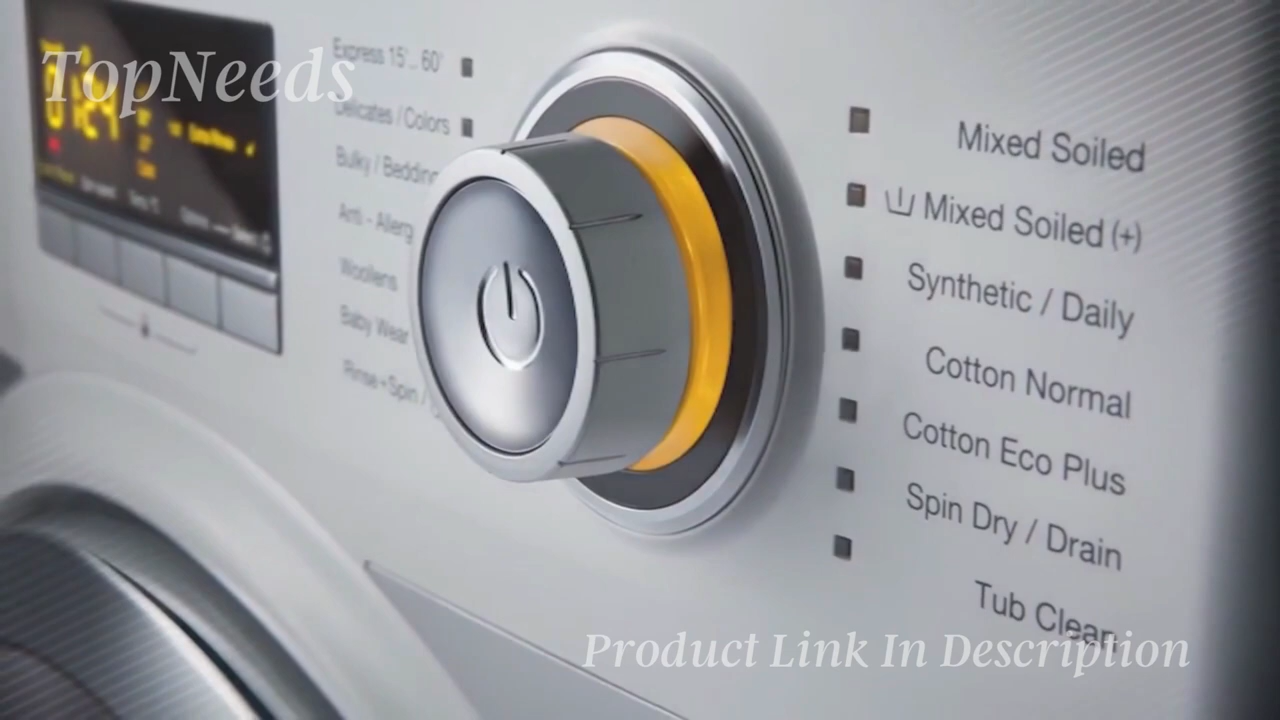 TopNeeds
Express 15'.. 60'
Delicates / Colors
Bulky / Bedding
Anti - Allerg
Woollens
Baby Wear
Rinse+Spin /
Mixed Soiled
Mixed Soiled (+)
Synthetic / Daily
Cotton Normal
Cotton Eco Plus
Spin Dry / Drain
Tub Clean
Product Link In Description